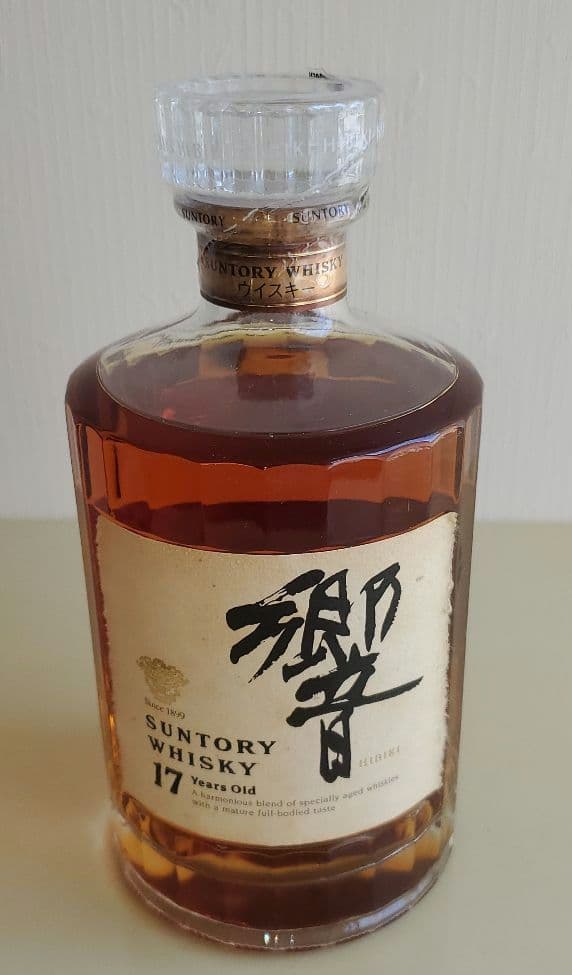 SUNTORY SUNTORY
SUNTORY WHISKY
ウイスキー
響
HIBIKI
Since 1899
SUNTORY
WHISKY
17 Years Old
A harmonious blend of specially aged whiskies
with a mature full-bodied taste